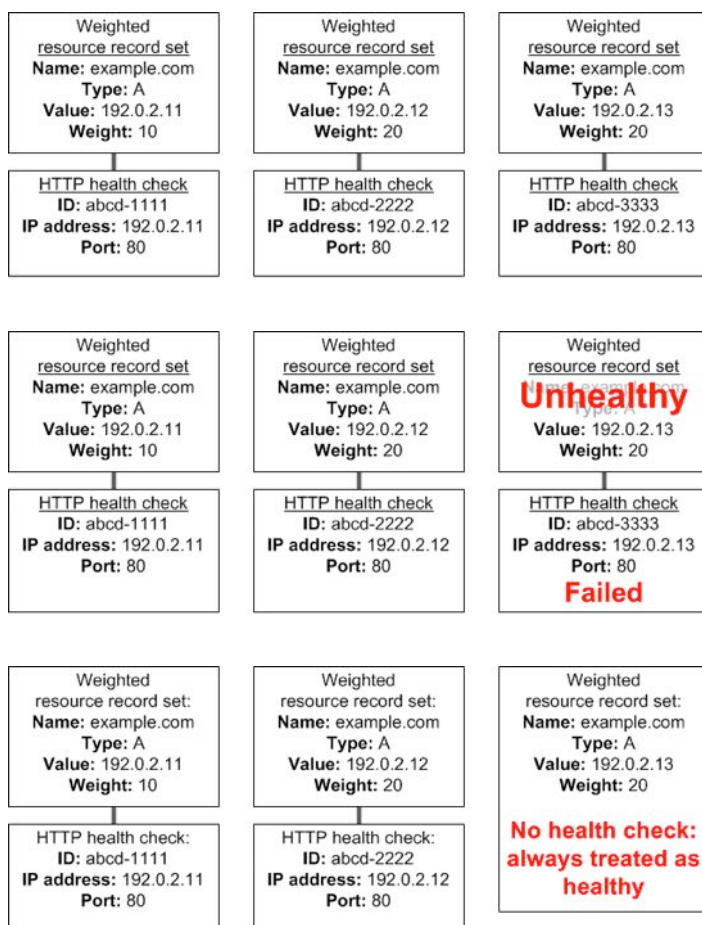 Weighted
resource record set
Name: example.com
Type: A
Value: 192.0.2.11
Weight: 10
HTTP health check
ID: abcd-1111
IP address: 192.0.2.11
Port: 80
Weighted
resource record set
Name: example.com
Type: A
Value: 192.0.2.12
Weight: 20
HTTP health check
ID: abcd-2222
IP address: 192.0.2.12
Port: 80
Weighted
resource record set
Name: example.com
Type: A
Value: 192.0.2.13
Weight: 20
HTTP health check
ID: abcd-3333
IP address: 192.0.2.13
Port: 80
Weighted
resource record set
Name: example.com
Type: A
Value: 192.0.2.11
Weight: 10
HTTP health check
ID: abcd-1111
IP address: 192.0.2.11
Port: 80
Weighted
resource record set
Name: example.com
Type: A
Value: 192.0.2.12
Weight: 20
HTTP health check
ID: abcd-2222
IP address: 192.0.2.12
Port: 80
Weighted
resource record set
Name: example.com
Unhealthy
Type: A
Value: 192.0.2.13
Weight: 20
HTTP health check
ID: abcd-3333
IP address: 192.0.2.13
Port: 80
Failed
Weighted
resource record set:
Name: example.com
Type: A
Value: 192.0.2.11
Weight: 10
HTTP health check:
ID: abcd-1111
IP address: 192.0.2.11
Port: 80
Weighted
resource record set:
Name: example.com
Type: A
Value: 192.0.2.12
Weight: 20
HTTP health check:
ID: abcd-2222
IP address: 192.0.2.12
Port: 80
Weighted
resource record set:
Name: example.com
Type: A
Value: 192.0.2.13
Weight: 20
No health check:
always treated as
healthy